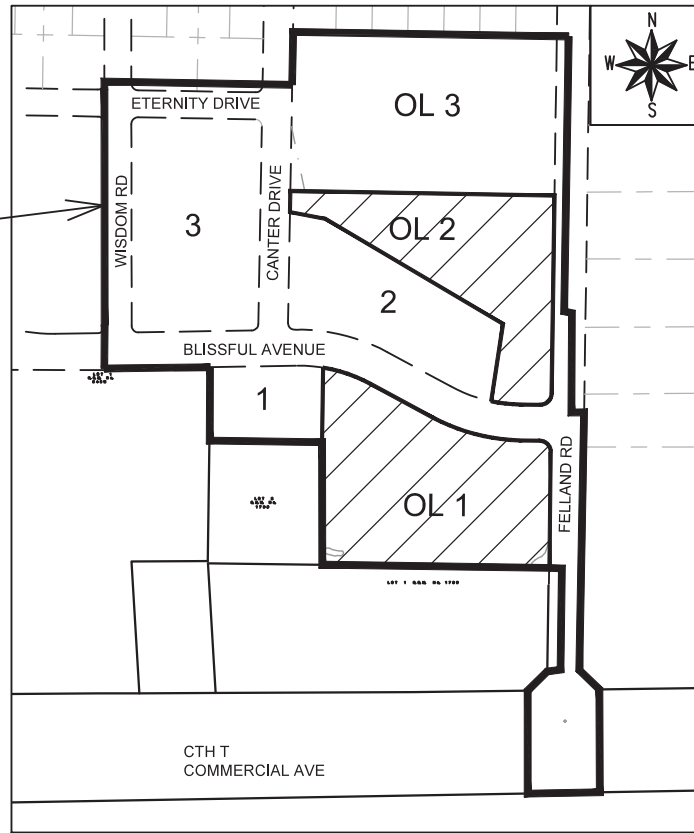 N
W E
S
OL 3
ETERNITY DRIVE
WISDOM RD
3
CANTER DRIVE
OL 2
2
BLISSFUL AVENUE
1
OL 1
FELLAND RD
CTH T
COMMERCIAL AVE